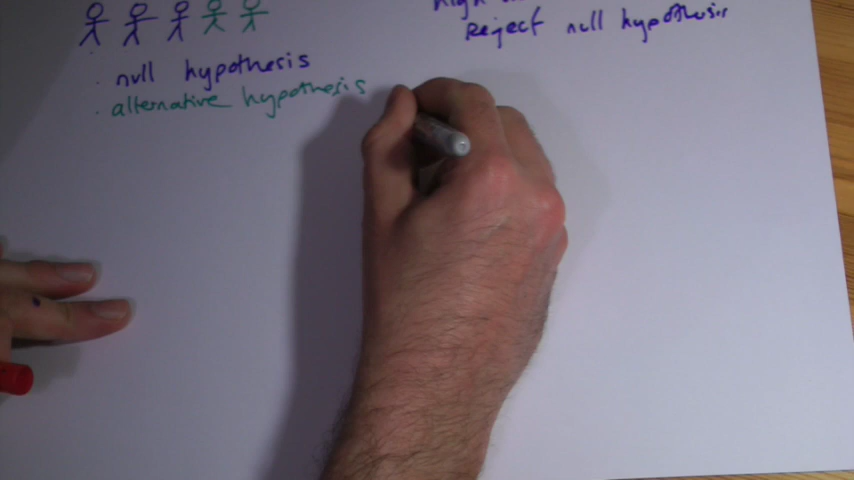 Reject null hypothesis
· null hypothesis
· alternative hypothesis